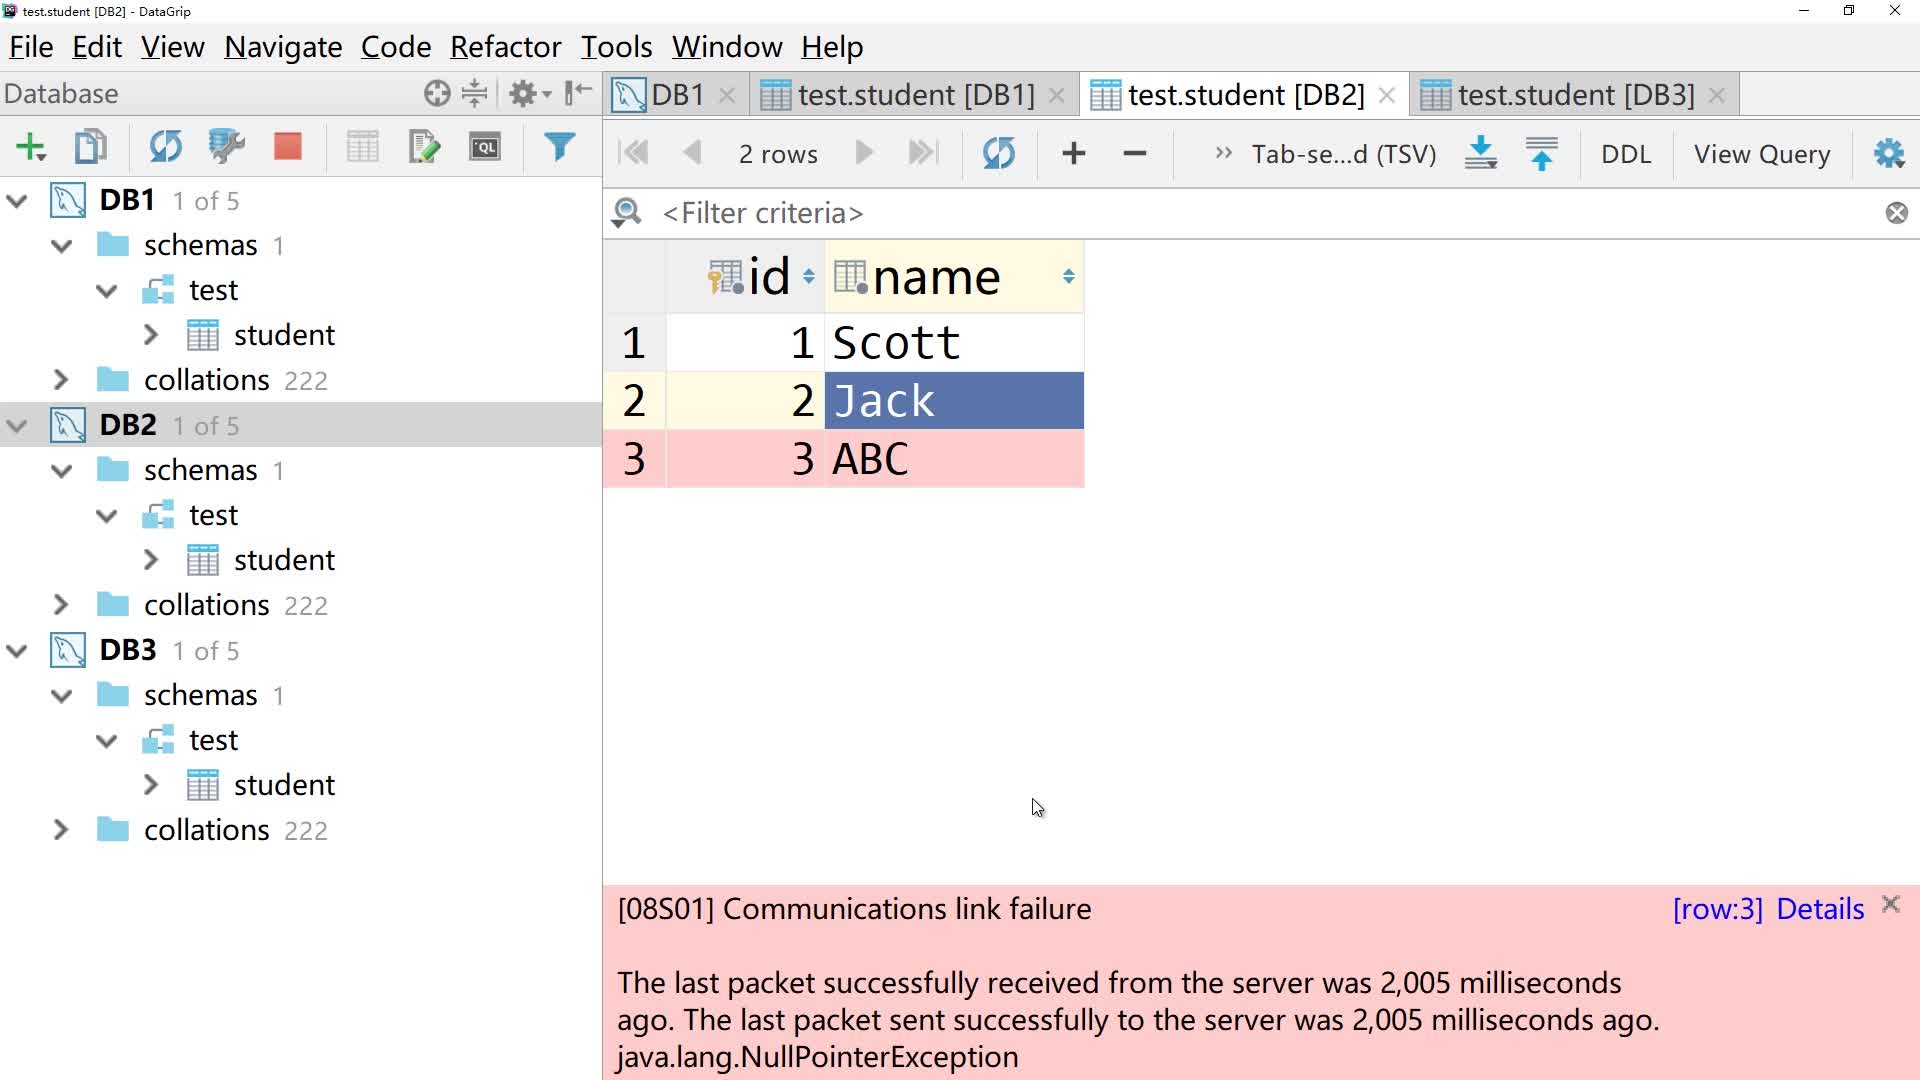 test.student [DB2] - DataGrip
File Edit View Navigate Code Refactor Tools Window Help
Database
DB1 test.student [DB1] test.student [DB2] test.student [DB3]
QL
2 rows Tab-se...d (TSV) DDL View Query
<Filter criteria>
DB1 1 of 5
schemas 1
test
student
collations 222
DB2 1 of 5
schemas 1
test
student
collations 222
DB3 1 of 5
schemas 1
test
student
collations 222
id name
1 1 Scott
2 2 Jack
3 3 ABC
[08S01] Communications link failure [row:3] Details
The last packet successfully received from the server was 2,005 milliseconds
ago. The last packet sent successfully to the server was 2,005 milliseconds ago.
java.lang.NullPointerException